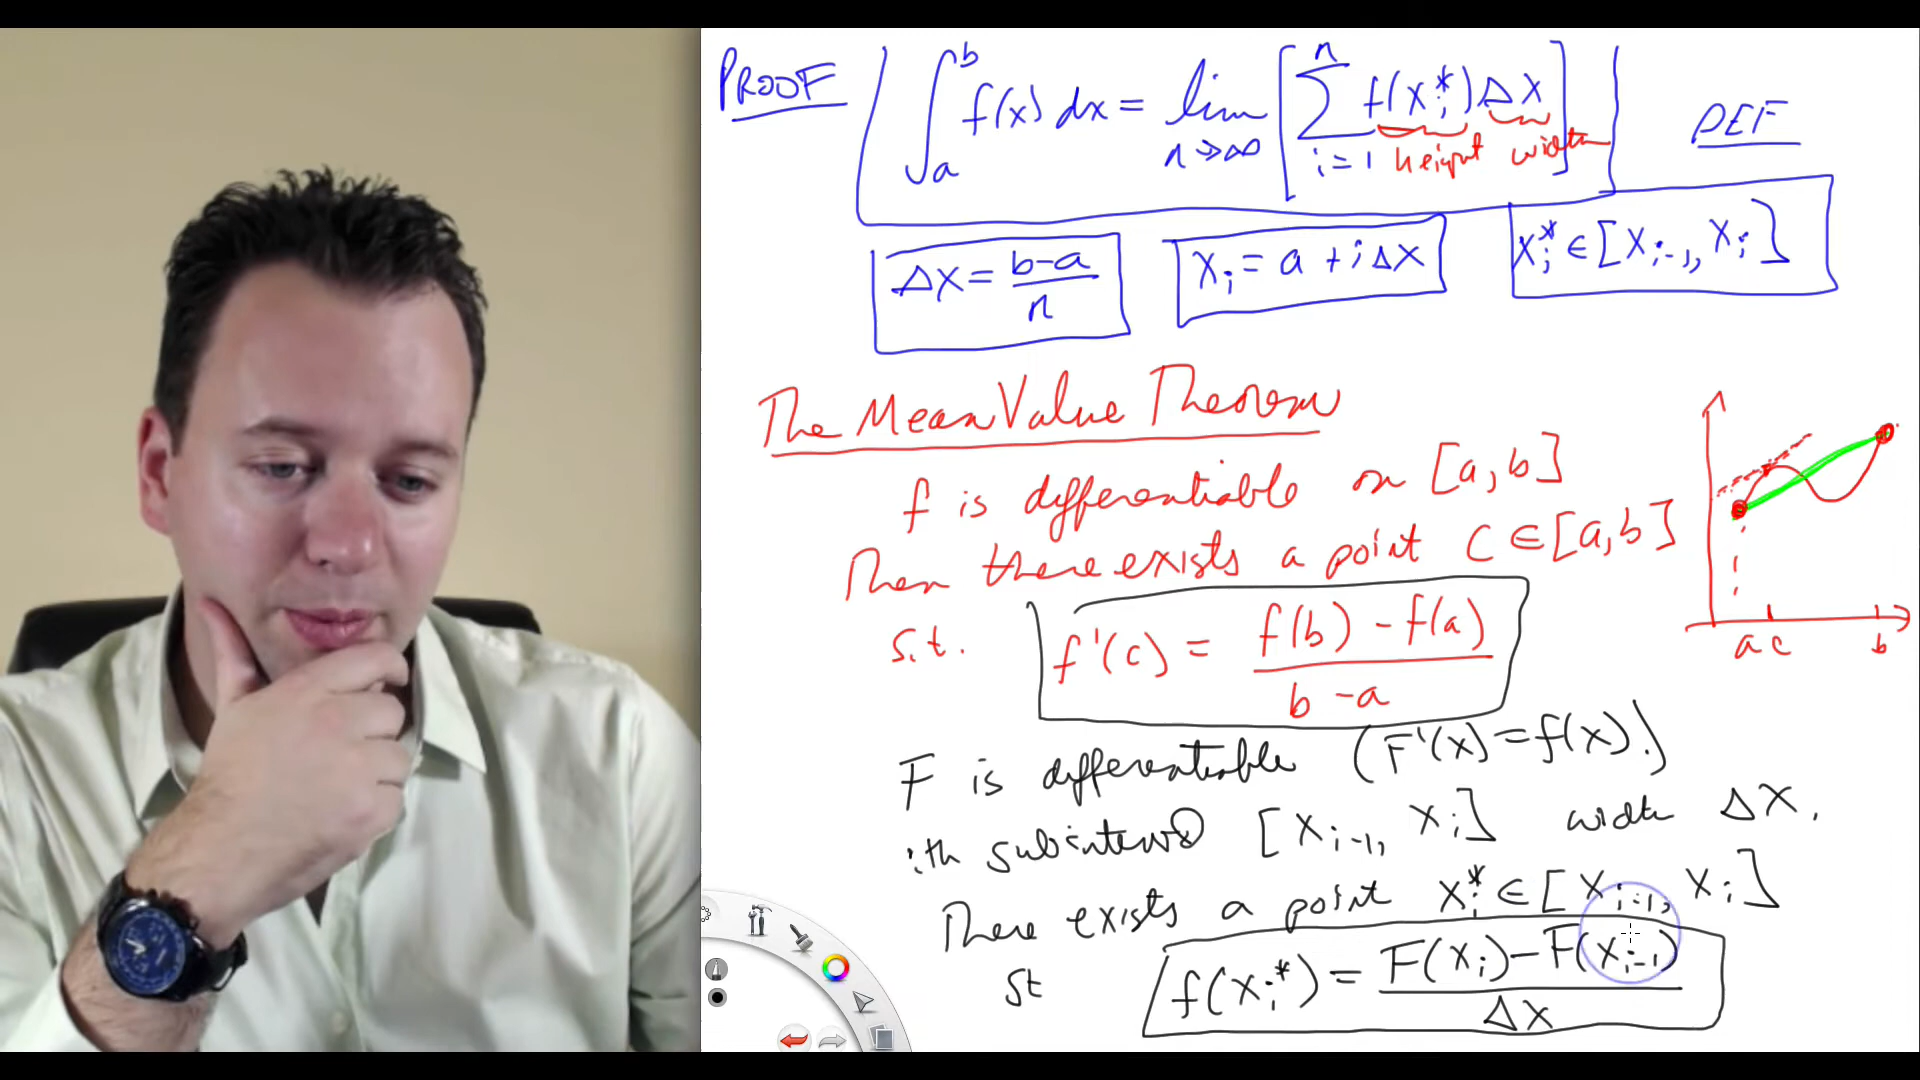 PROOF ∫_a^b f(x) dx = lim_{n→∞} [ Σ_{i=1}^n f(x_i*) Δx ] DEF
height width
Δx = (b-a)/n x_i = a + iΔx x_i* ∈ [x_{i-1}, x_i]
The Mean Value Theorem
f is differentiable on [a, b]
Then there exists a point c ∈ [a, b]
s.t. f'(c) = (f(b) - f(a))/(b - a)
a c b
F is differentiable (F'(x) = f(x).)
ith subinterval [x_{i-1}, x_i] width Δx.
There exists a point x_i* ∈ [x_{i-1}, x_i]
st f(x_i*) = (F(x_i) - F(x_{i-1}))/Δx